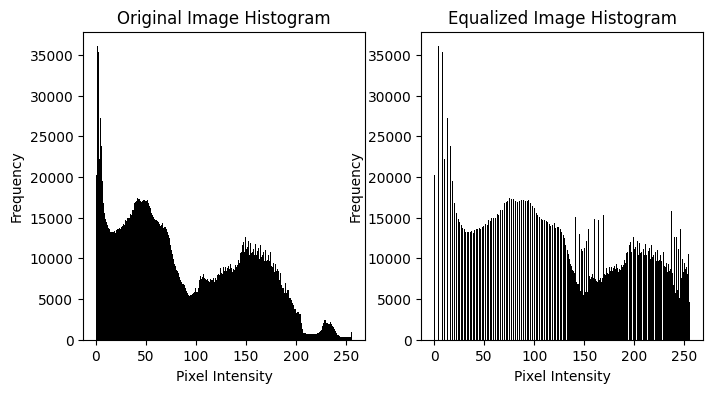 Original Image Histogram
Frequency
35000
30000
25000
20000
15000
10000
5000
0
0 50 100 150 200 250
Pixel Intensity
Equalized Image Histogram
Frequency
35000
30000
25000
20000
15000
10000
5000
0
0 50 100 150 200 250
Pixel Intensity